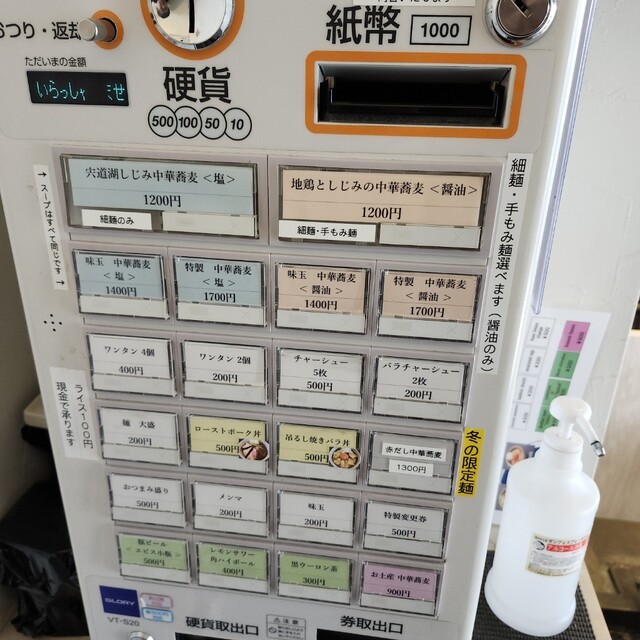 おつり・返却
紙幣 1000
ただいまの金額
いらっしゃ ませ
硬貨
500 100 50 10
→ スープはすべて同じです →
宍道湖しじみ中華蕎麦＜塩＞
1200円
細麺のみ
地鶏としじみの中華蕎麦＜醤油＞
1200円
細麺・手もみ麺
細麺・手もみ麺選べます（醤油のみ）
味玉 中華蕎麦
＜塩＞
1400円
特製 中華蕎麦
＜塩＞
1700円
味玉 中華蕎麦
＜醤油＞
1400円
特製 中華蕎麦
＜醤油＞
1700円
ワンタン 4個
400円
ワンタン 2個
200円
チャーシュー
5枚
500円
バラチャーシュー
2枚
200円
ライス100円
現金で承ります
麺 大盛
200円
ローストポーク丼
500円
吊るし焼きバラ丼
500円
赤だし中華蕎麦
1300円
冬の限定麺
おつまみ盛り
500円
メンマ
200円
味玉
200円
特製変更券
500円
瓶ビール
＜エビス小瓶＞
500円
レモンサワー
角ハイボール
400円
黒ウーロン茶
300円
お土産 中華蕎麦
900円
GLORY
VT-S20
硬貨取出口
注意
券取出口